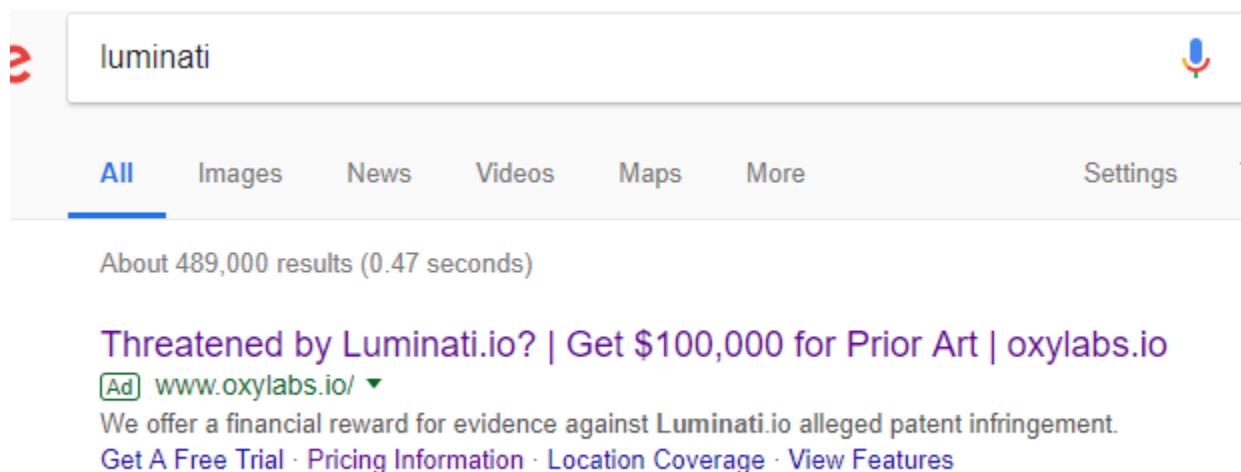 e
luminati
All Images News Videos Maps More Settings
About 489,000 results (0.47 seconds)
Threatened by Luminati.io? | Get $100,000 for Prior Art | oxylabs.io
Ad www.oxylabs.io/
We offer a financial reward for evidence against Luminati.io alleged patent infringement.
Get A Free Trial · Pricing Information · Location Coverage · View Features